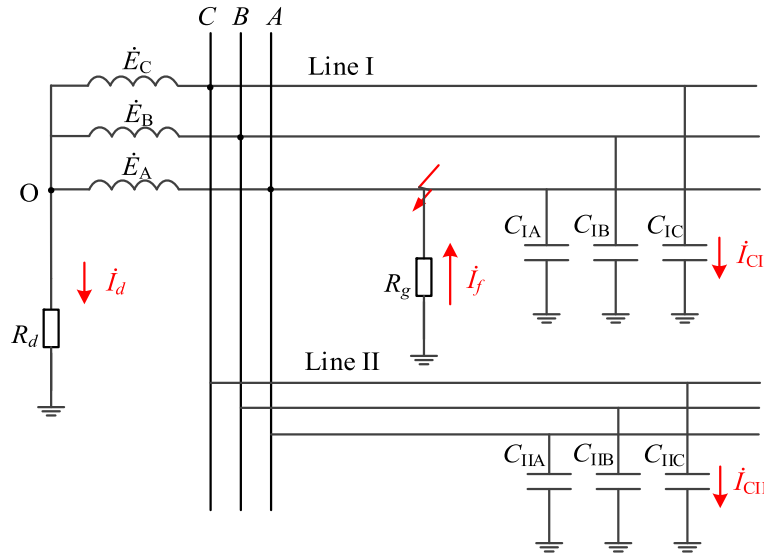 C B A
Ė_C
Line I
Ė_B
Ė_A
O
C_IA C_IB C_IC
İ_CI
İ_d
R_g
İ_f
R_d
Line II
C_IIA C_IIB C_IIC
İ_CII